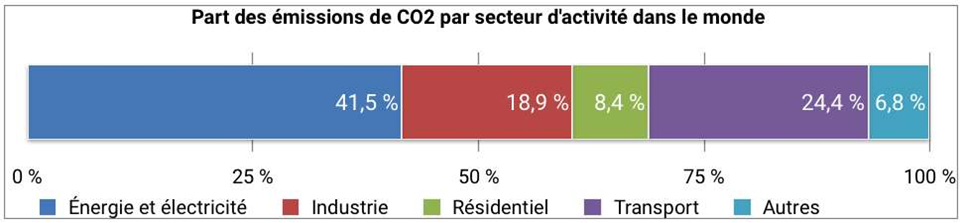 Part des émissions de CO2 par secteur d'activité dans le monde
41,5 % 18,9 % 8,4 % 24,4 % 6,8 %
0 % 25 % 50 % 75 % 100 %
Énergie et électricité Industrie Résidentiel Transport Autres